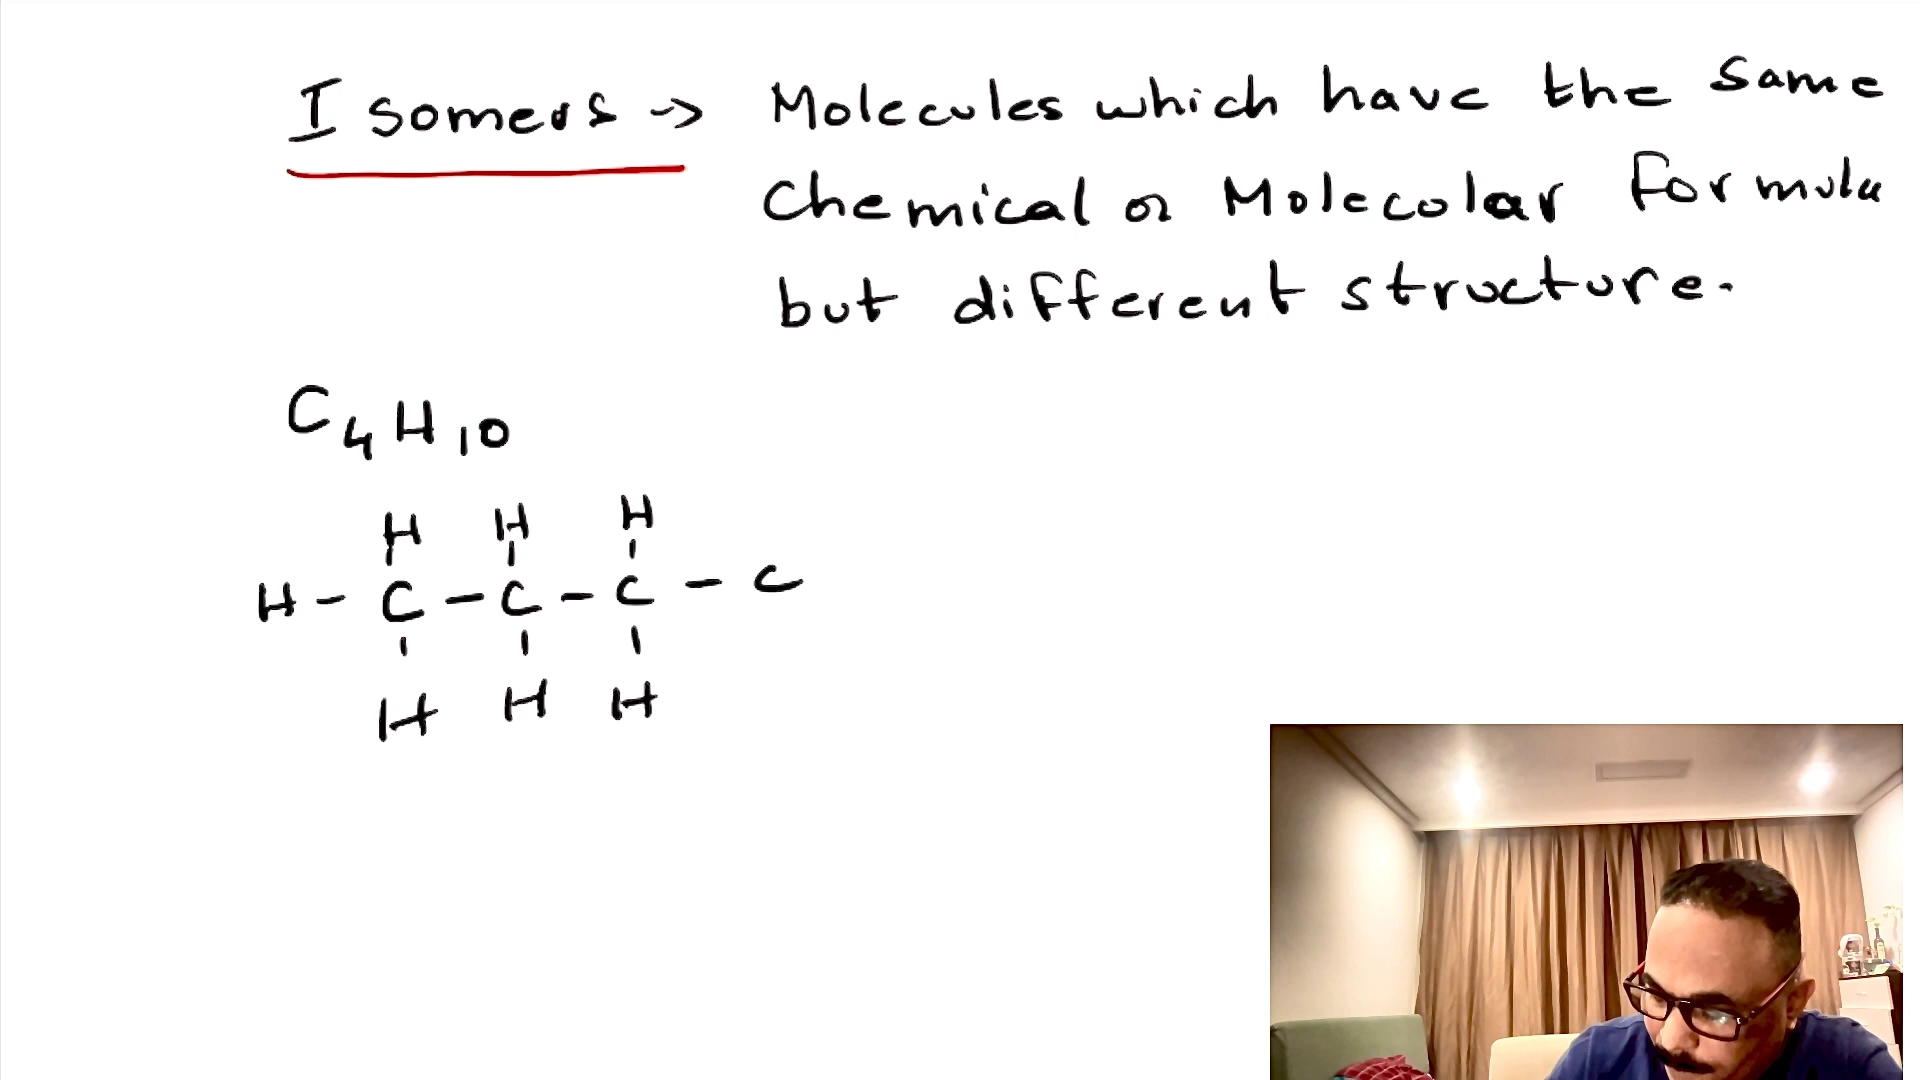 Isomers → Molecules which have the same
Chemical or Molecolar Formula
but different structure.
C₄H₁₀
H H H
H - C - C - C - C
H H H